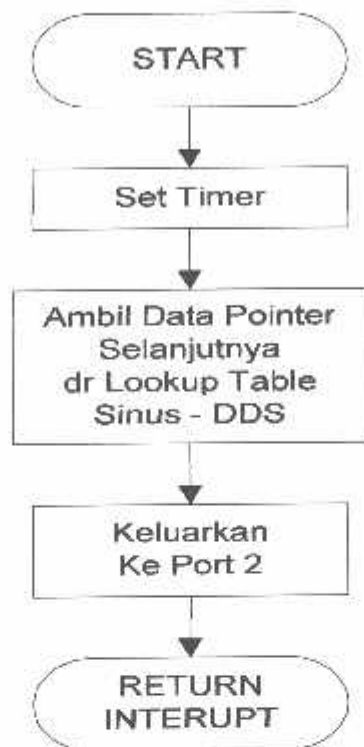 START
Set Timer
Ambil Data Pointer
Selanjutnya
dr Lookup Table
Sinus - DDS
Keluarkan
Ke Port 2
RETURN
INTERUPT